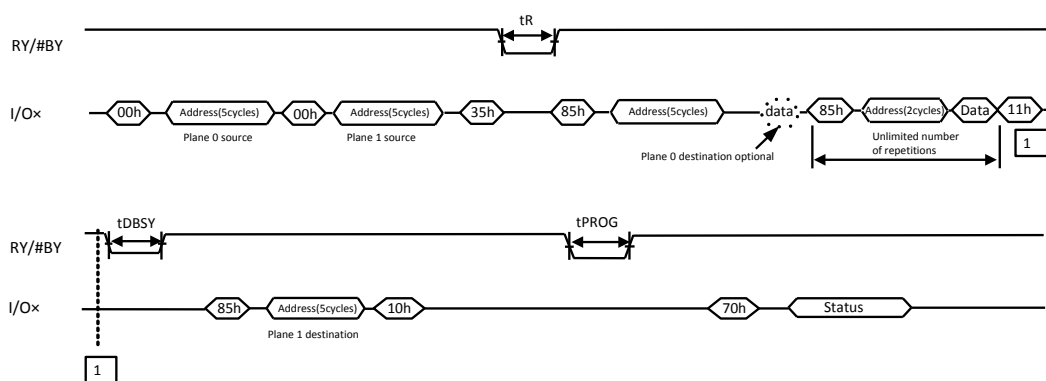 tR
RY/#BY
I/O×
00h Address(5cycles) 00h Address(5cycles) 35h 85h Address(5cycles) data 85h Address(2cycles) Data 11h
Plane 0 source Plane 1 source
Plane 0 destination optional
Unlimited number
of repetitions
1
tDBSY tPROG
RY/#BY
I/O×
85h Address(5cycles) 10h 70h Status
Plane 1 destination
1